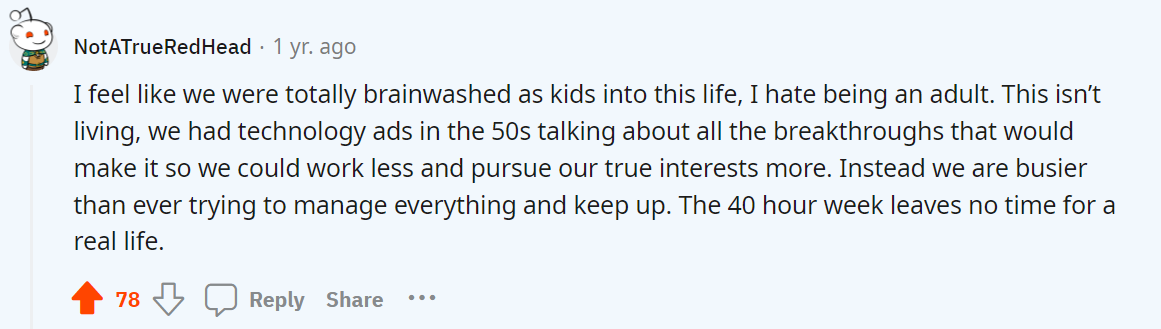 NotATrueRedHead · 1 yr. ago
I feel like we were totally brainwashed as kids into this life, I hate being an adult. This isn’t
living, we had technology ads in the 50s talking about all the breakthroughs that would
make it so we could work less and pursue our true interests more. Instead we are busier
than ever trying to manage everything and keep up. The 40 hour week leaves no time for a
real life.
78 Reply Share ···